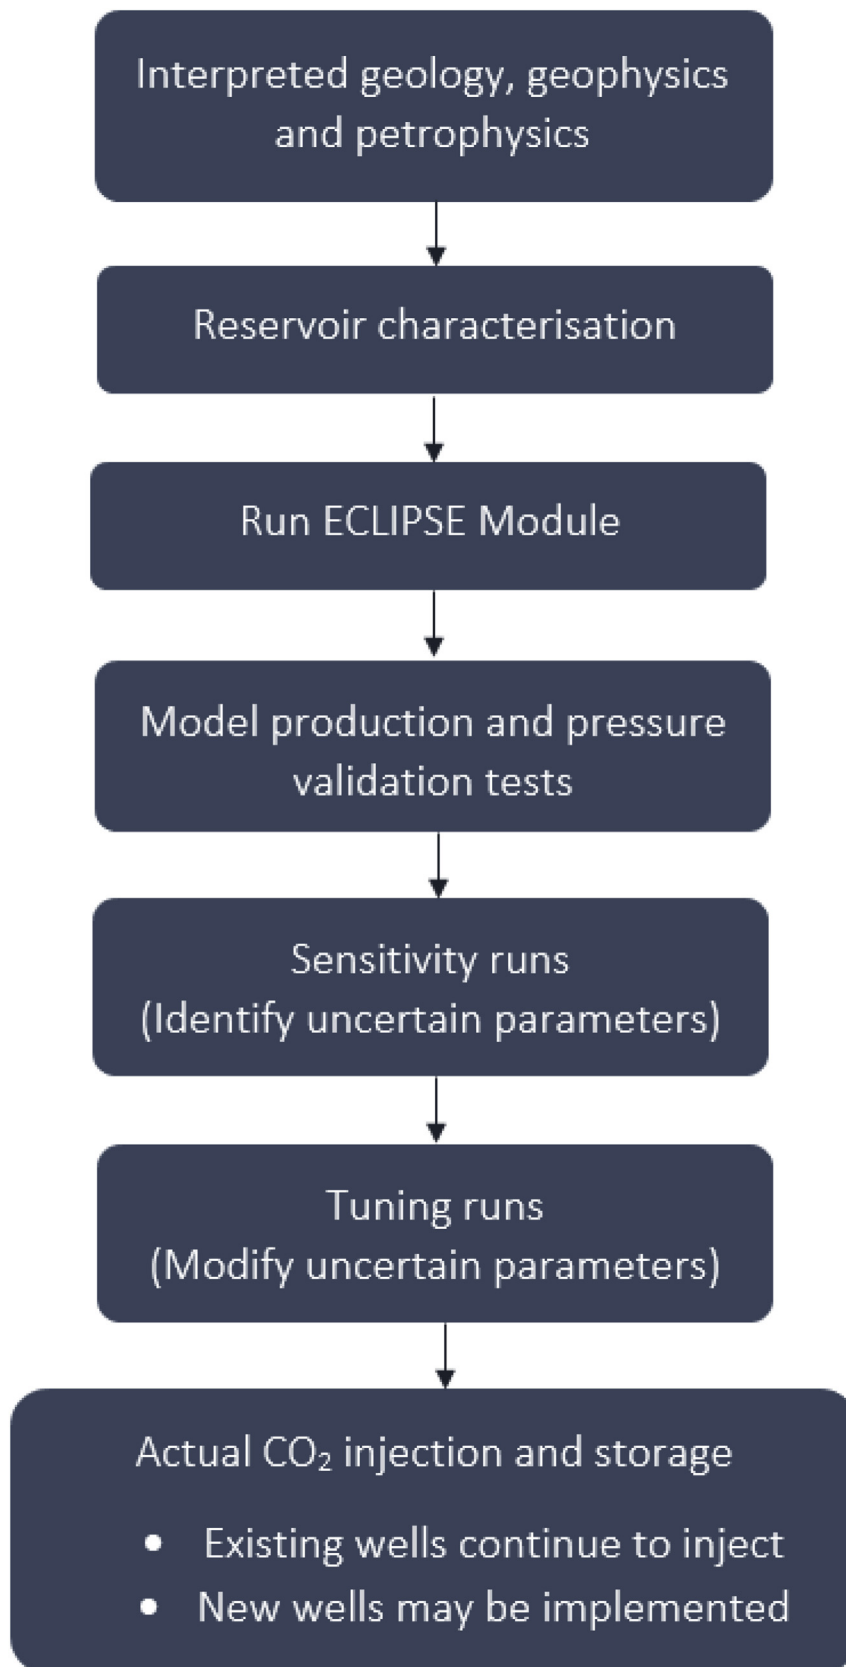 Interpreted geology, geophysics
and petrophysics
Reservoir characterisation
Run ECLIPSE Module
Model production and pressure
validation tests
Sensitivity runs
(Identify uncertain parameters)
Tuning runs
(Modify uncertain parameters)
Actual CO₂ injection and storage
• Existing wells continue to inject
• New wells may be implemented